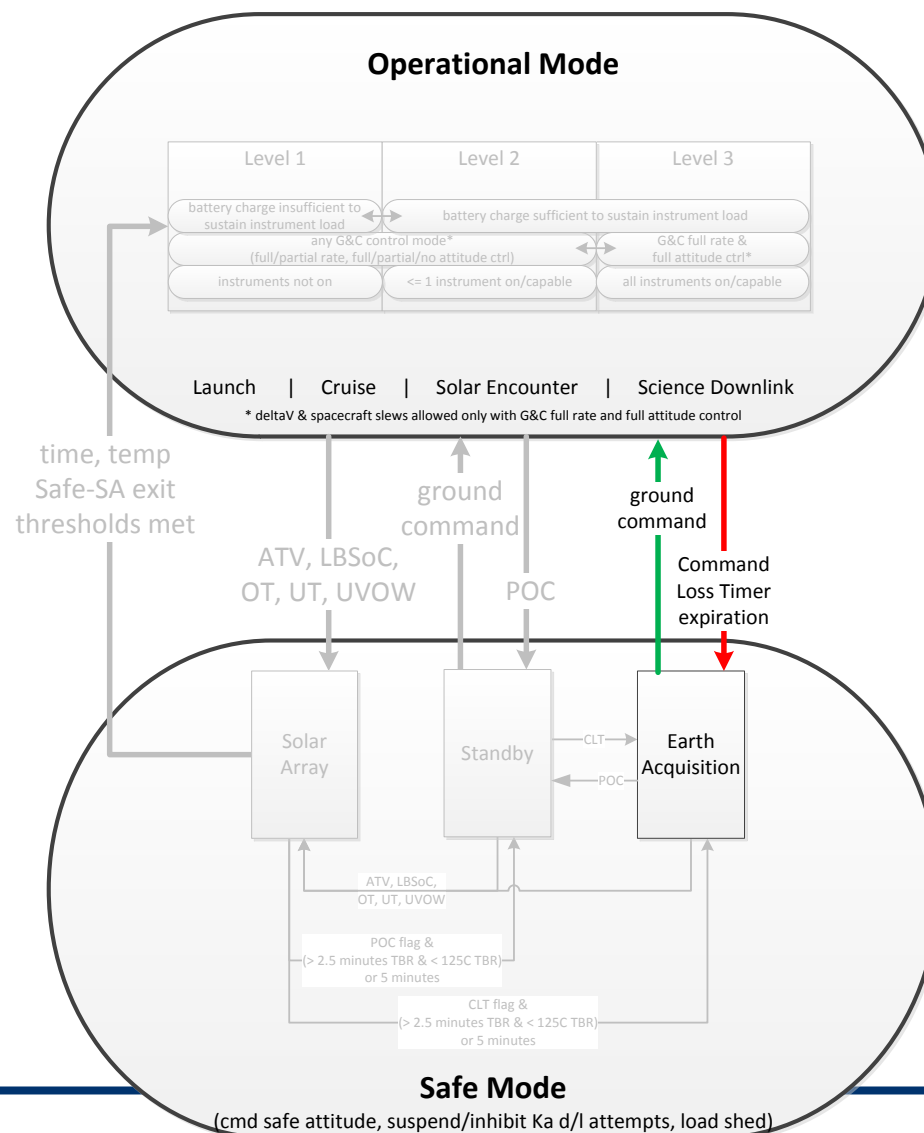 Operational Mode
Level 1
Level 2
Level 3
battery charge insufficient to
sustain instrument load
battery charge sufficient to sustain instrument load
any G&C control mode*
(full/partial rate, full/partial/no attitude ctrl)
G&C full rate &
full attitude ctrl*
instruments not on
<= 1 instrument on/capable
all instruments on/capable
Launch | Cruise | Solar Encounter | Science Downlink
* deltaV & spacecraft slews allowed only with G&C full rate and full attitude control
time, temp
Safe-SA exit
thresholds met
ATV, LBSoC,
OT, UT, UVOW
ground
command
POC
ground
command
Command
Loss Timer
expiration
Solar
Array
Standby
CLT
POC
Earth
Acquisition
ATV, LBSoC,
OT, UT, UVOW
POC flag &
(> 2.5 minutes TBR & < 125C TBR)
or 5 minutes
CLT flag &
(> 2.5 minutes TBR & < 125C TBR)
or 5 minutes
Safe Mode
(cmd safe attitude, suspend/inhibit Ka d/l attempts, load shed)